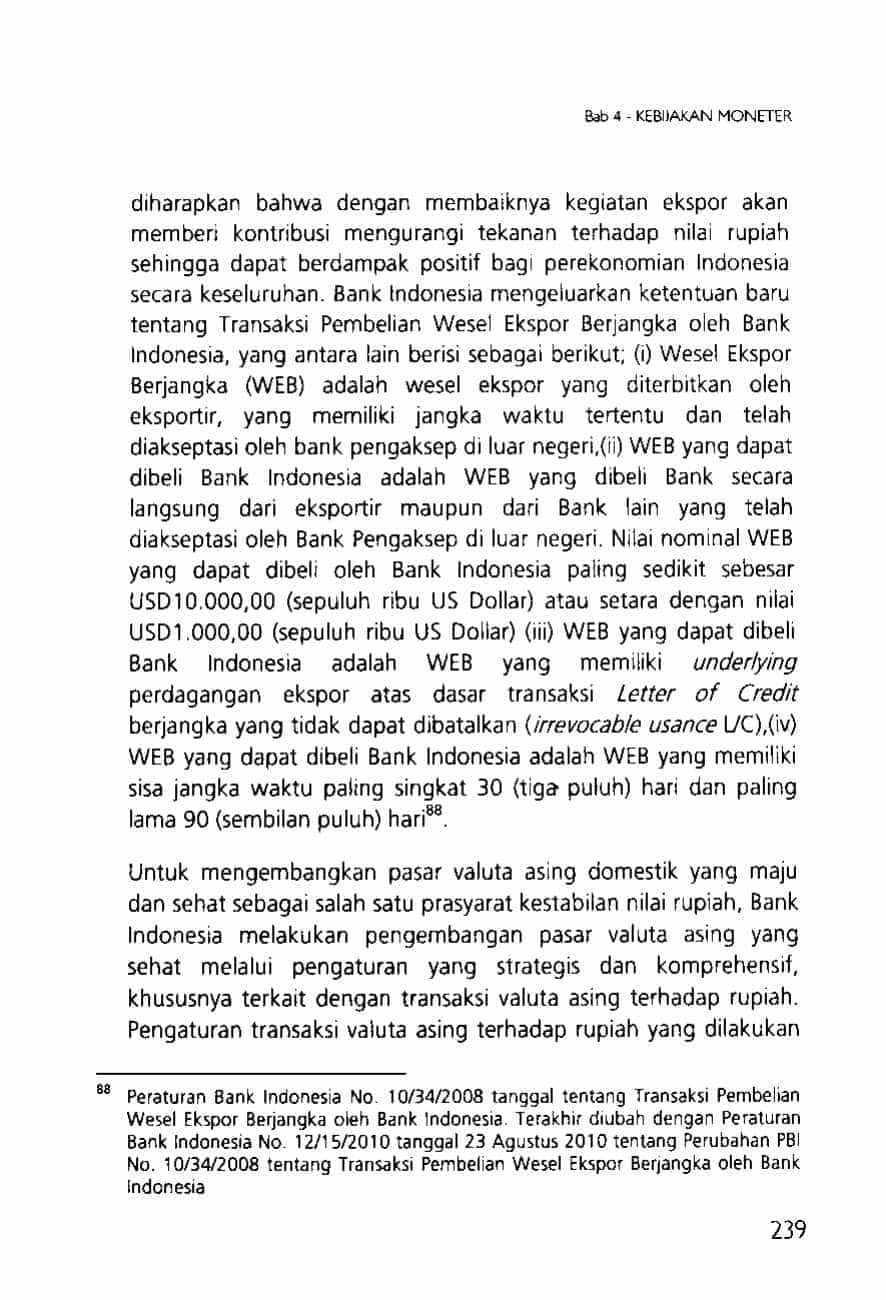 Bab 4 - KEBIJAKAN MONETER
diharapkan bahwa dengan membaiknya kegiatan ekspor akan
memberi kontribusi mengurangi tekanan terhadap nilai rupiah
sehingga dapat berdampak positif bagi perekonomian Indonesia
secara keseluruhan. Bank Indonesia mengeluarkan ketentuan baru
tentang Transaksi Pembelian Wesel Ekspor Berjangka oleh Bank
Indonesia, yang antara lain berisi sebagai berikut; (i) Wesel Ekspor
Berjangka (WEB) adalah wesel ekspor yang diterbitkan oleh
eksportir, yang memiliki jangka waktu tertentu dan telah
diakseptasi oleh bank pengaksep di luar negeri,(ii) WEB yang dapat
dibeli Bank Indonesia adalah WEB yang dibeli Bank secara
langsung dari eksportir maupun dari Bank lain yang telah
diakseptasi oleh Bank Pengaksep di luar negeri. Nilai nominal WEB
yang dapat dibeli oleh Bank Indonesia paling sedikit sebesar
USD10.000,00 (sepuluh ribu US Dollar) atau setara dengan nilai
USD1.000,00 (sepuluh ribu US Dollar) (iii) WEB yang dapat dibeli
Bank Indonesia adalah WEB yang memiliki underlying
perdagangan ekspor atas dasar transaksi Letter of Credit
berjangka yang tidak dapat dibatalkan (irrevocable usance L/C),(iv)
WEB yang dapat dibeli Bank Indonesia adalah WEB yang memiliki
sisa jangka waktu paling singkat 30 (tiga puluh) hari dan paling
lama 90 (sembilan puluh) hari88.
Untuk mengembangkan pasar valuta asing domestik yang maju
dan sehat sebagai salah satu prasyarat kestabilan nilai rupiah, Bank
Indonesia melakukan pengembangan pasar valuta asing yang
sehat melalui pengaturan yang strategis dan komprehensif,
khususnya terkait dengan transaksi valuta asing terhadap rupiah.
Pengaturan transaksi valuta asing terhadap rupiah yang dilakukan
88 Peraturan Bank Indonesia No. 10/34/2008 tanggal tentang Transaksi Pembelian
Wesel Ekspor Berjangka oleh Bank Indonesia. Terakhir diubah dengan Peraturan
Bank Indonesia No. 12/15/2010 tanggal 23 Agustus 2010 tentang Perubahan PBI
No. 10/34/2008 tentang Transaksi Pembelian Wesel Ekspor Berjangka oleh Bank
Indonesia
239